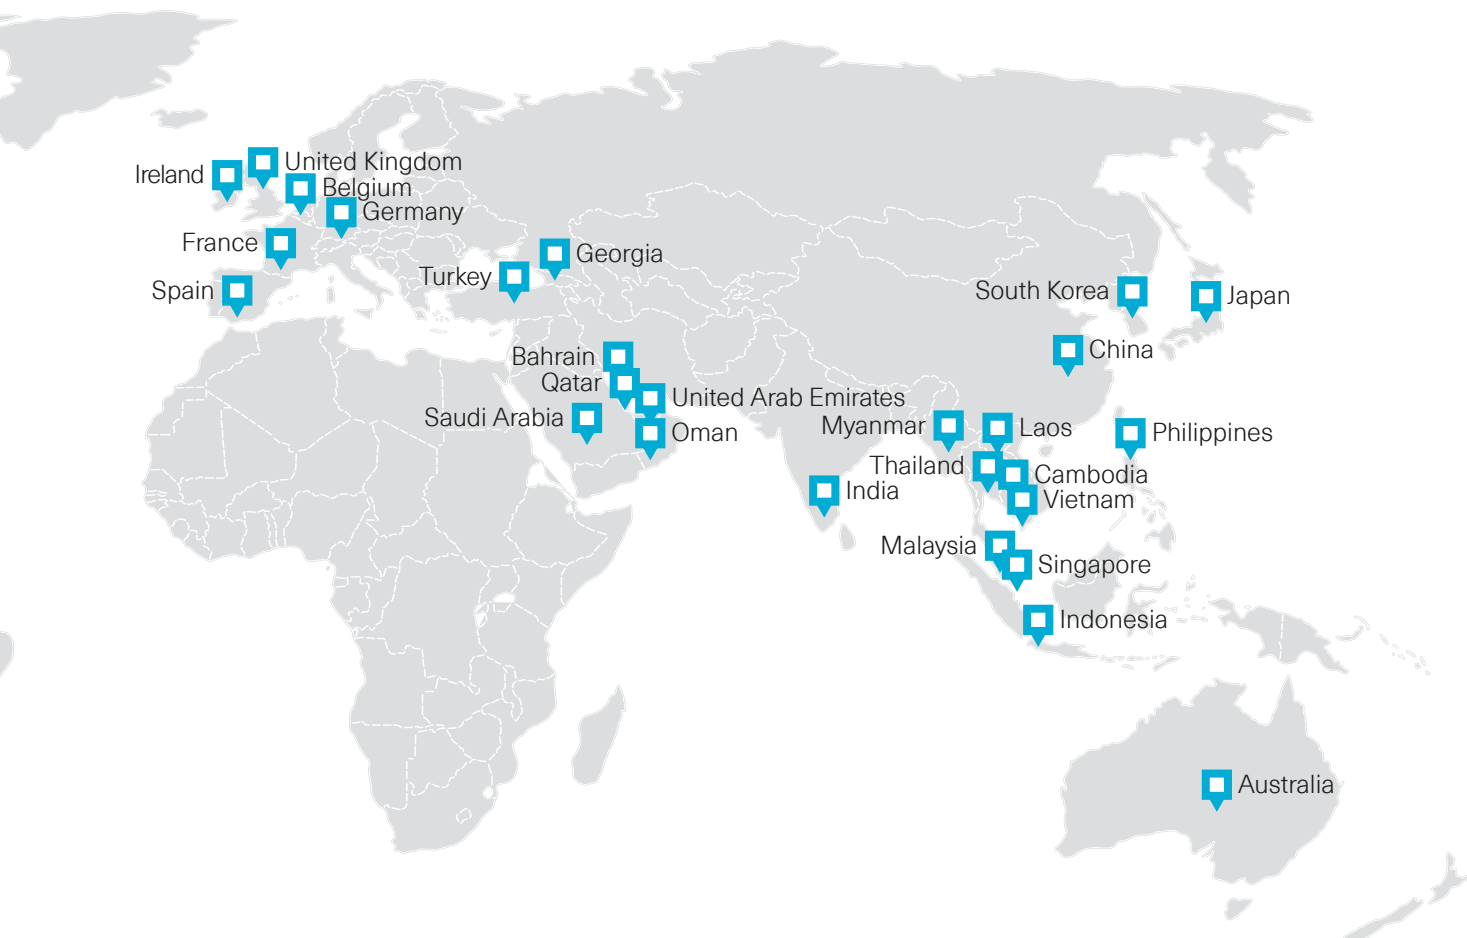 United Kingdom
Ireland
Belgium
Germany
France
Georgia
Turkey
Spain
South Korea
Japan
China
Bahrain
Qatar
United Arab Emirates
Saudi Arabia
Myanmar
Laos
Oman
Philippines
Thailand
Cambodia
India
Vietnam
Malaysia
Singapore
Indonesia
Australia